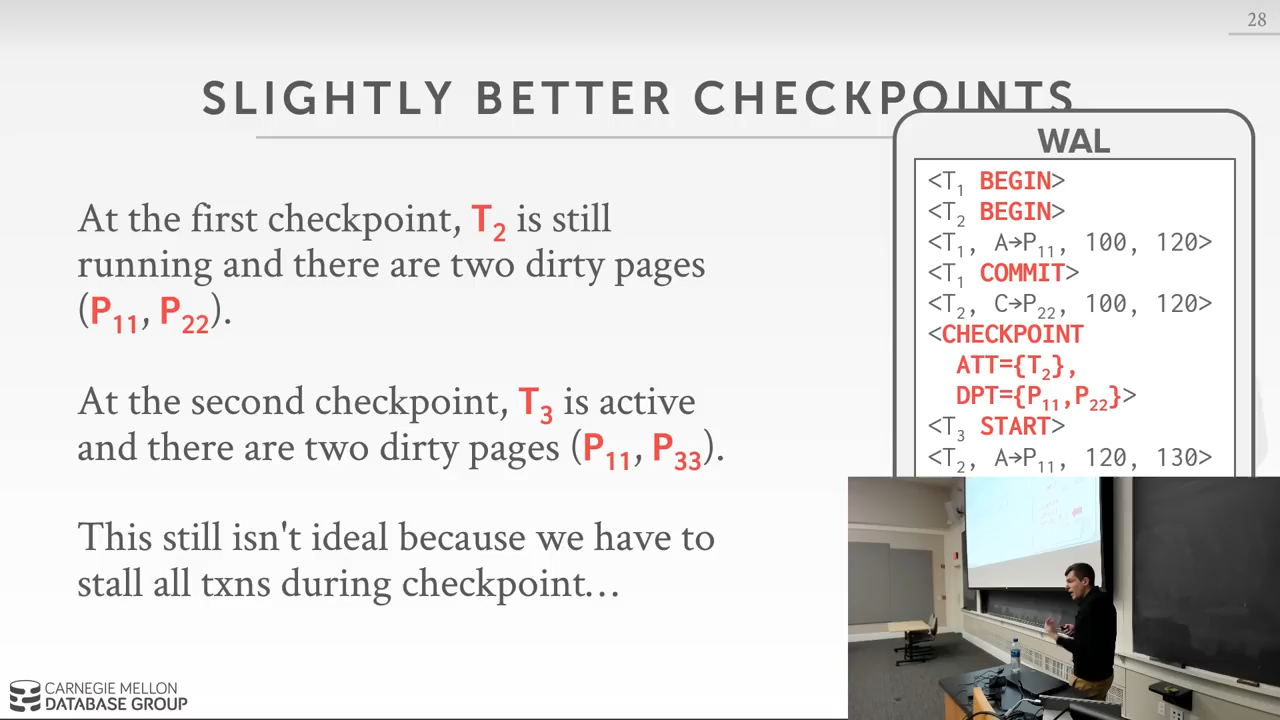 28
SLIGHTLY BETTER CHECKPOINTS
At the first checkpoint, T2 is still
running and there are two dirty pages
(P11, P22).
At the second checkpoint, T3 is active
and there are two dirty pages (P11, P33).
This still isn't ideal because we have to
stall all txns during checkpoint…
WAL
<T1 BEGIN>
<T2 BEGIN>
<T1, A→P11, 100, 120>
<T1 COMMIT>
<T2, C→P22, 100, 120>
<CHECKPOINT
ATT={T2},
DPT={P11,P22}>
<T3 START>
<T2, A→P11, 120, 130>
CARNEGIE MELLON
DATABASE GROUP